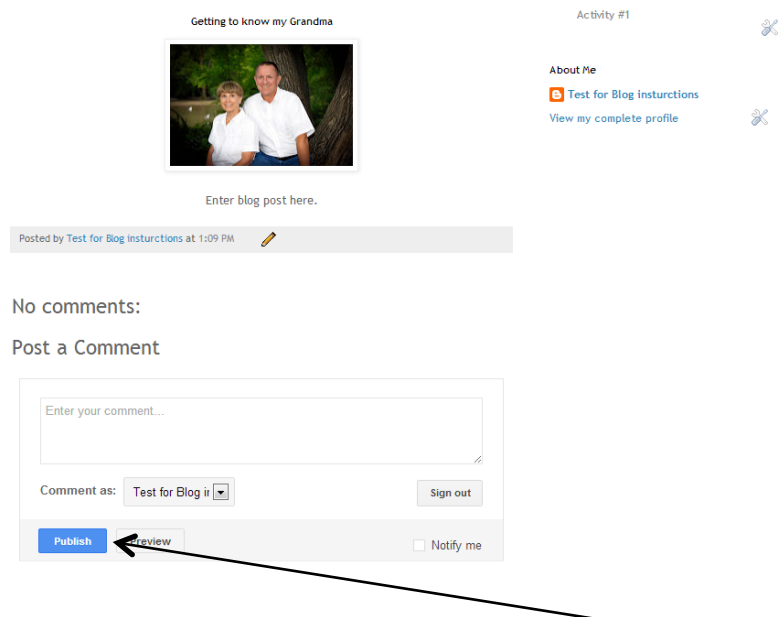 Getting to know my Grandma
Enter blog post here.
Posted by Test for Blog insturctions at 1:09 PM
No comments:
Post a Comment
Enter your comment...
Comment as: Test for Blog ir
Sign out
Publish
Preview
Notify me
Activity #1
About Me
Test for Blog insturctions
View my complete profile